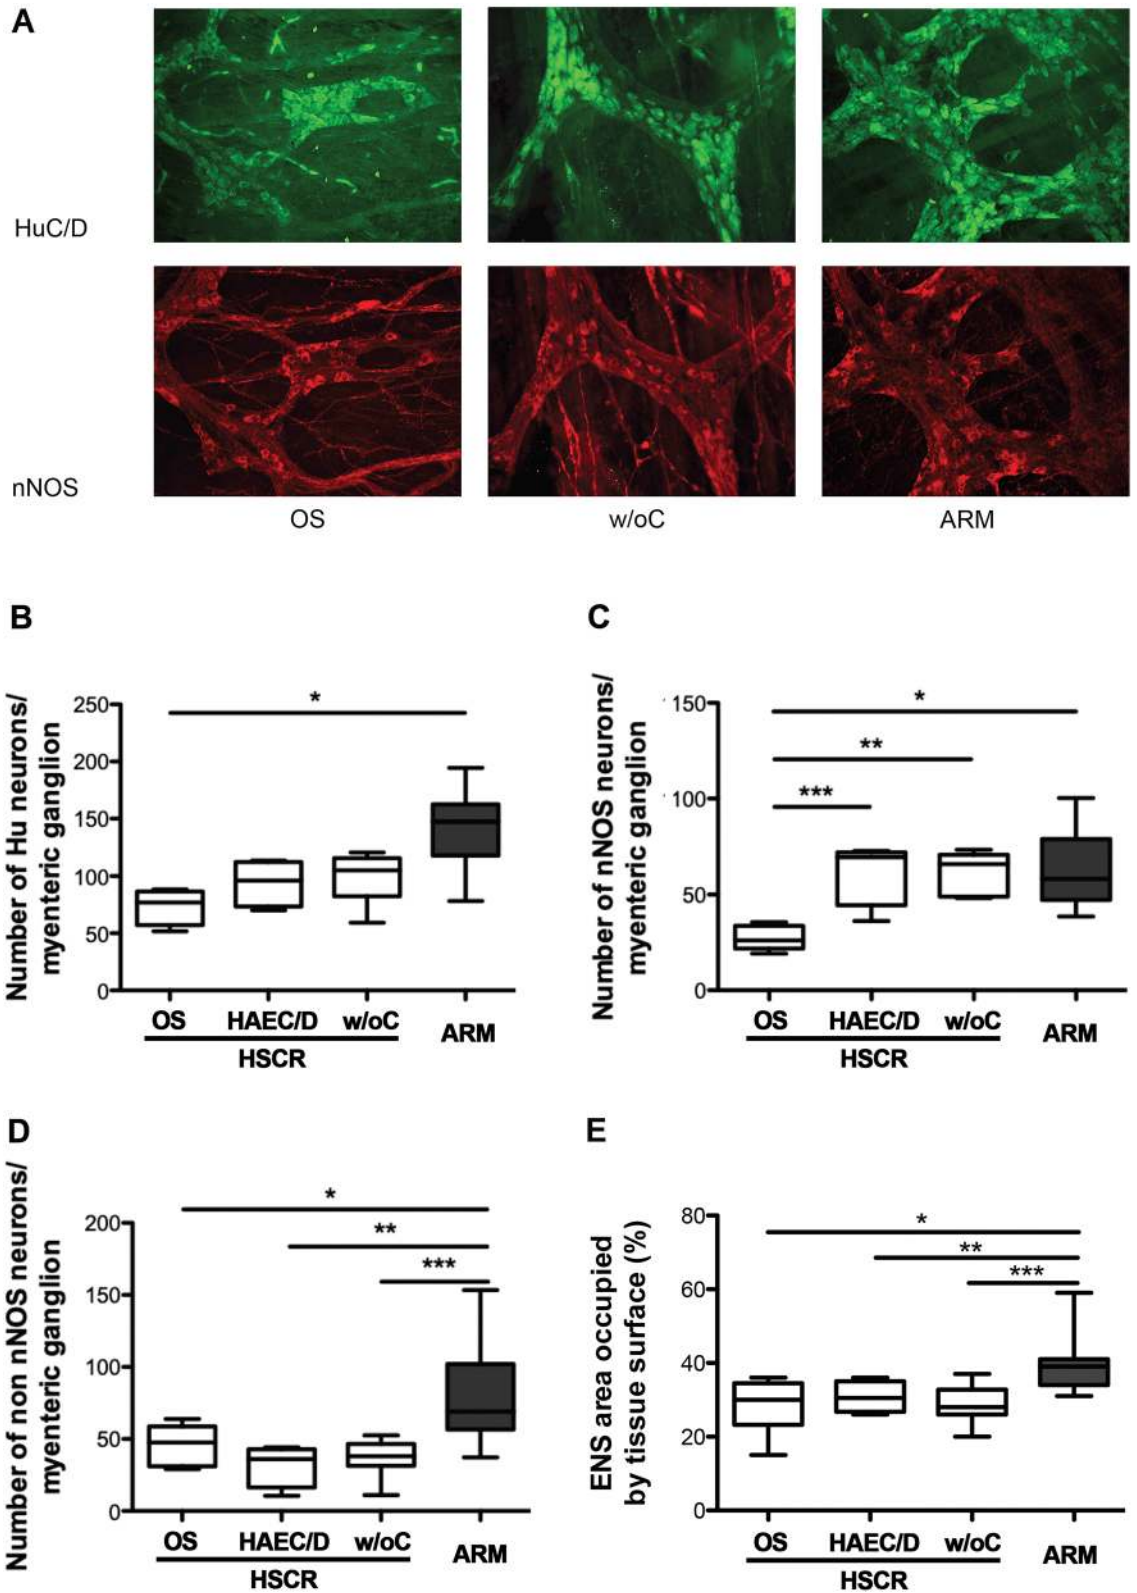 A
HuC/D
nNOS
OS w/oC ARM
B
Number of Hu neurons/
myenteric ganglion
250
200
150
100
50
0
*
OS HAEC/D w/oC ARM
HSCR
C
Number of nNOS neurons/
myenteric ganglion
150
100
50
0
*
**
***
OS HAEC/D w/oC ARM
HSCR
D
Number of non nNOS neurons/
myenteric ganglion
200
150
100
50
0
*
**
***
OS HAEC/D w/oC ARM
HSCR
E
ENS area occupied
by tissue surface (%)
80
60
40
20
0
*
**
***
OS HAEC/D w/oC ARM
HSCR